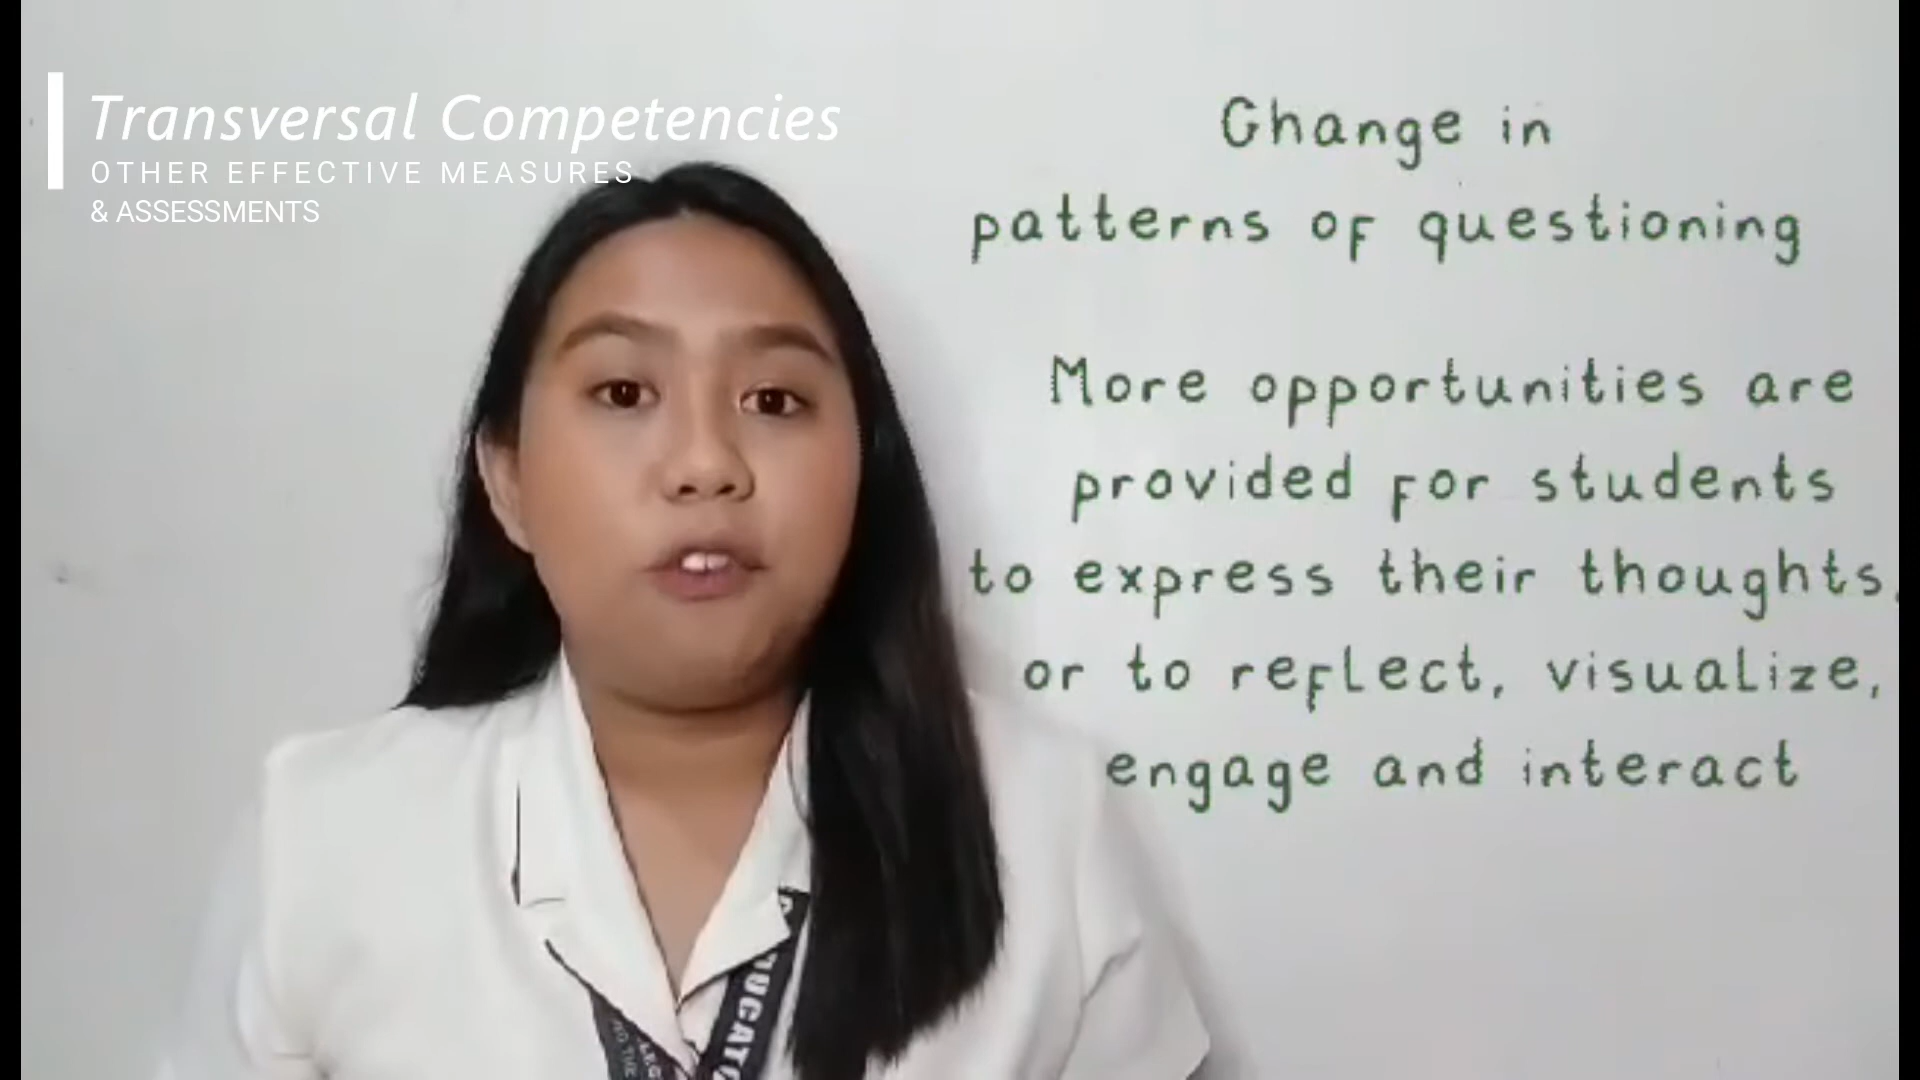 Transversal Competencies
OTHER EFFECTIVE MEASURES
& ASSESSMENTS
Change in
patterns of questioning
More opportunities are
provided for students
to express their thoughts,
or to reflect, visualize,
engage and interact